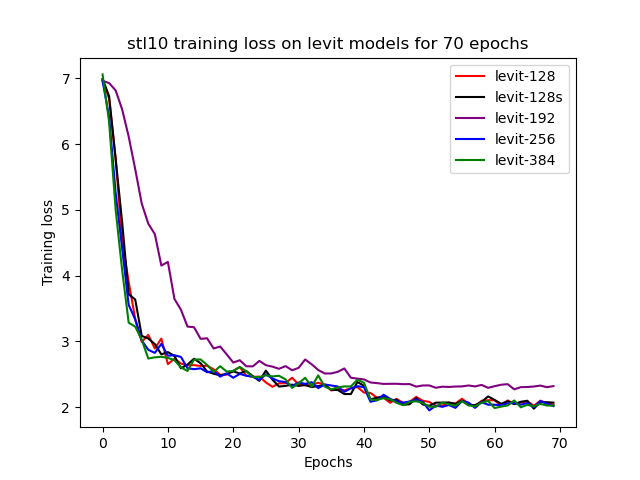 stl10 training loss on levit models for 70 epochs
levit-128
levit-128s
levit-192
levit-256
levit-384
Training loss
7
6
5
4
3
2
0 10 20 30 40 50 60 70
Epochs